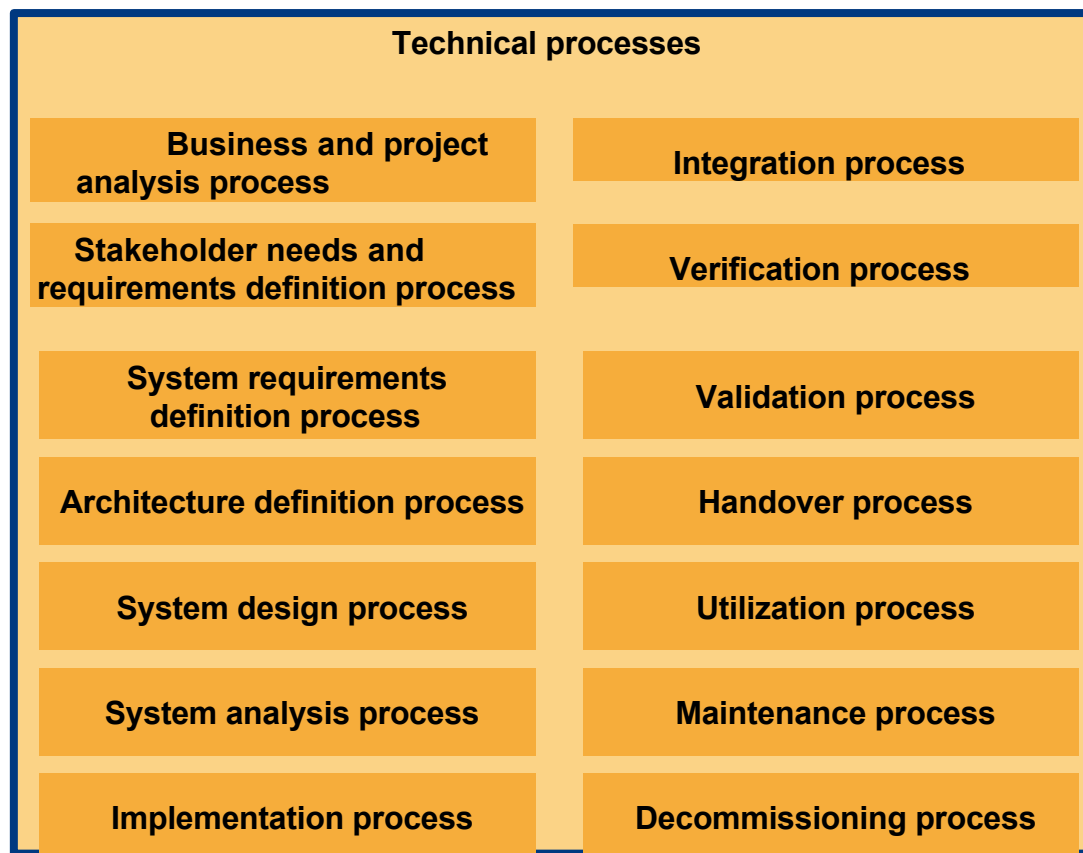 Technical processes
Business and project
analysis process
Stakeholder needs and
requirements definition process
System requirements
definition process
Architecture definition process
System design process
System analysis process
Implementation process
Integration process
Verification process
Validation process
Handover process
Utilization process
Maintenance process
Decommissioning process